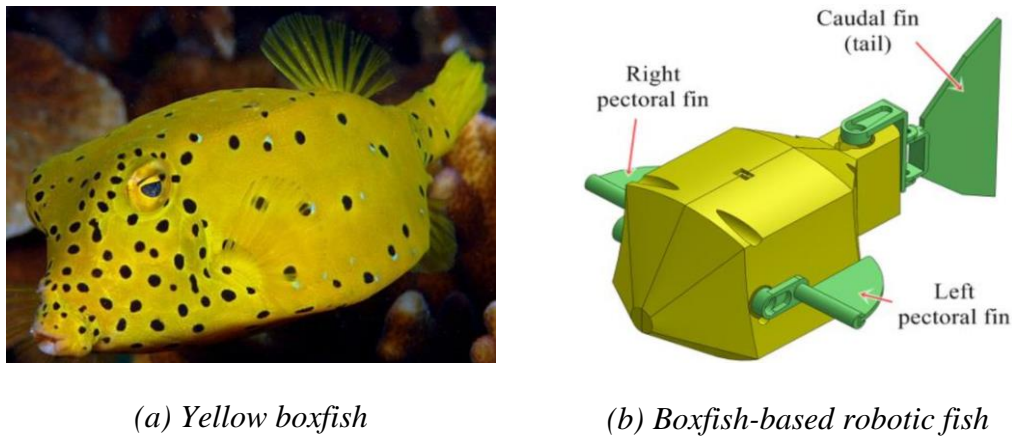 Caudal fin
(tail)
Right
pectoral fin
Left
pectoral fin
(a) Yellow boxfish
(b) Boxfish-based robotic fish